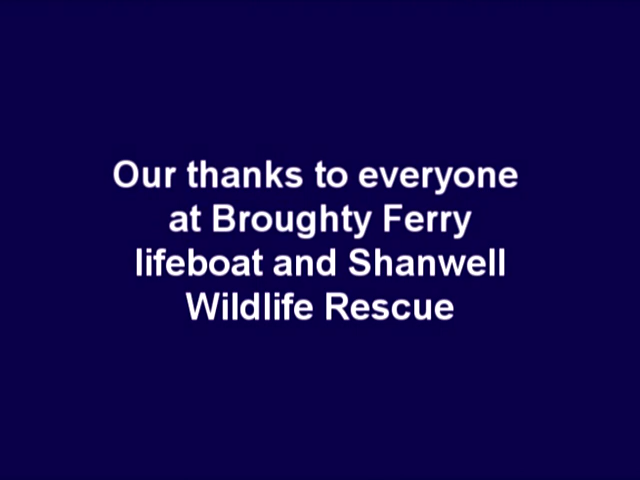 Our thanks to everyone
at Broughty Ferry
lifeboat and Shanwell
Wildlife Rescue